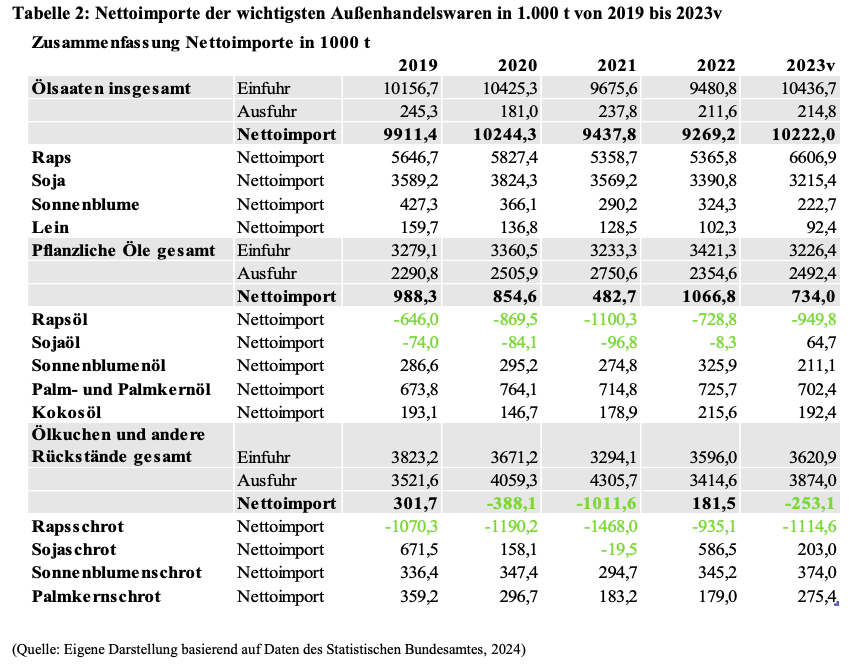 Tabelle 2: Nettoimporte der wichtigsten Außenhandelswaren in 1.000 t von 2019 bis 2023v
Zusammenfassung Nettoimporte in 1000 t
2019 2020 2021 2022 2023v
Ölsaaten insgesamt Einfuhr 10156,7 10425,3 9675,6 9480,8 10436,7
Ausfuhr 245,3 181,0 237,8 211,6 214,8
Nettoimport 9911,4 10244,3 9437,8 9269,2 10222,0
Raps Nettoimport 5646,7 5827,4 5358,7 5365,8 6606,9
Soja Nettoimport 3589,2 3824,3 3569,2 3390,8 3215,4
Sonnenblume Nettoimport 427,3 366,1 290,2 324,3 222,7
Lein Nettoimport 159,7 136,8 128,5 102,3 92,4
Pflanzliche Öle gesamt Einfuhr 3279,1 3360,5 3233,3 3421,3 3226,4
Ausfuhr 2290,8 2505,9 2750,6 2354,6 2492,4
Nettoimport 988,3 854,6 482,7 1066,8 734,0
Rapsöl Nettoimport -646,0 -869,5 -1100,3 -728,8 -949,8
Sojaöl Nettoimport -74,0 -84,1 -96,8 -8,3 64,7
Sonnenblumenöl Nettoimport 286,6 295,2 274,8 325,9 211,1
Palm- und Palmkernöl Nettoimport 673,8 764,1 714,8 725,7 702,4
Kokosöl Nettoimport 193,1 146,7 178,9 215,6 192,4
Ölkuchen und andere
Rückstände gesamt Einfuhr 3823,2 3671,2 3294,1 3596,0 3620,9
Ausfuhr 3521,6 4059,3 4305,7 3414,6 3874,0
Nettoimport 301,7 -388,1 -1011,6 181,5 -253,1
Rapsschrot Nettoimport -1070,3 -1190,2 -1468,0 -935,1 -1114,6
Sojaschrot Nettoimport 671,5 158,1 -19,5 586,5 203,0
Sonnenblumenschrot Nettoimport 336,4 347,4 294,7 345,2 374,0
Palmkernschrot Nettoimport 359,2 296,7 183,2 179,0 275,4
(Quelle: Eigene Darstellung basierend auf Daten des Statistischen Bundesamtes, 2024)